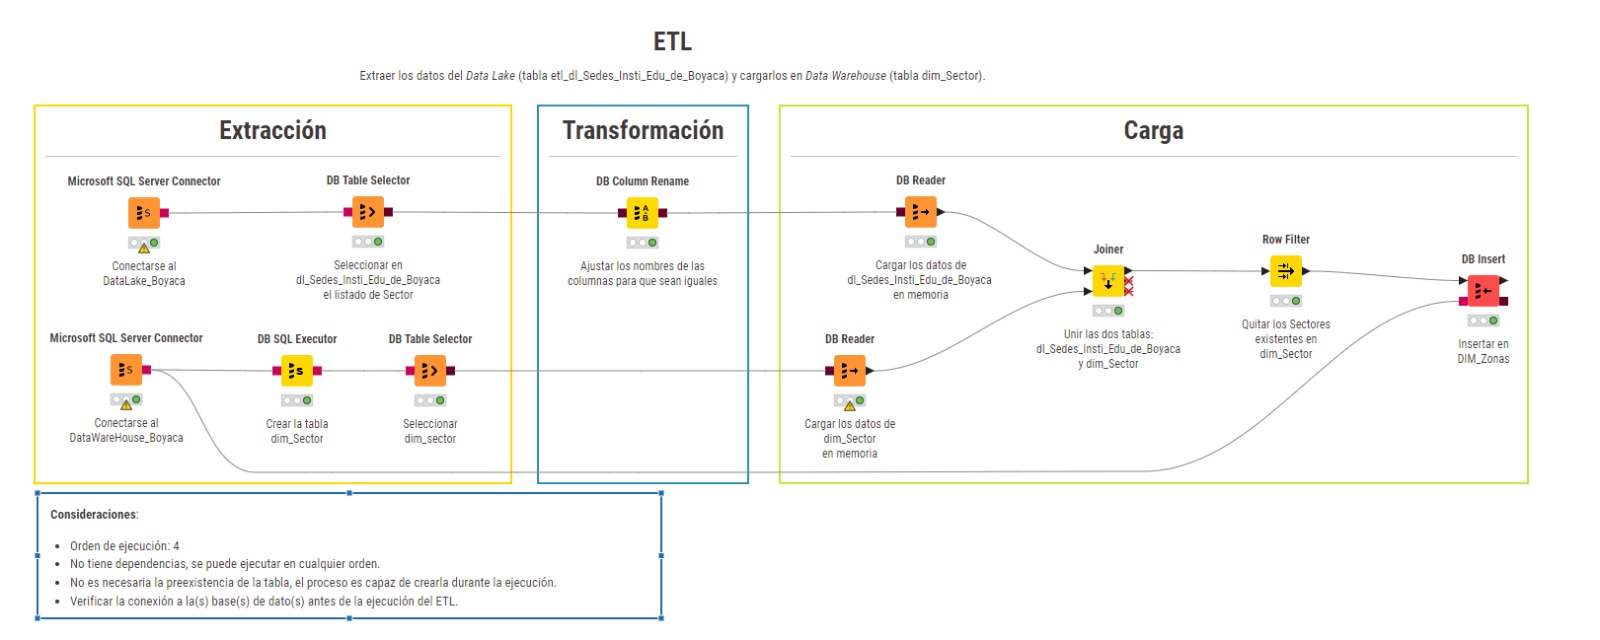 ETL
Extraer los datos del Data Lake (tabla etl_dl_Sedes_Insti_Edu_de_Boyaca) y cargarlos en Data Warehouse (tabla dim_Sector).
Extracción
Microsoft SQL Server Connector
S
Conectarse al
DataLake_Boyaca
DB Table Selector
Seleccionar en
dl_Sedes_Insti_Edu_de_Boyaca
el listado de Sector
Microsoft SQL Server Connector
S
Conectarse al
DataWareHouse_Boyaca
DB SQL Executor
s
Crear la tabla
dim_Sector
DB Table Selector
Seleccionar
dim_sector
Transformación
DB Column Rename
A
B
Ajustar los nombres de las
columnas para que sean iguales
Carga
DB Reader
Cargar los datos de
dl_Sedes_Insti_Edu_de_Boyaca
en memoria
DB Reader
Cargar los datos de
dim_Sector
en memoria
Joiner
Unir las dos tablas:
dl_Sedes_Insti_Edu_de_Boyaca
y dim_Sector
Row Filter
Quitar los Sectores
existentes en
dim_Sector
DB Insert
Insertar en
DIM_Zonas
Consideraciones:
• Orden de ejecución: 4
• No tiene dependencias, se puede ejecutar en cualquier orden.
• No es necesaria la preexistencia de la tabla, el proceso es capaz de crearla durante la ejecución.
• Verificar la conexión a la(s) base(s) de dato(s) antes de la ejecución del ETL.